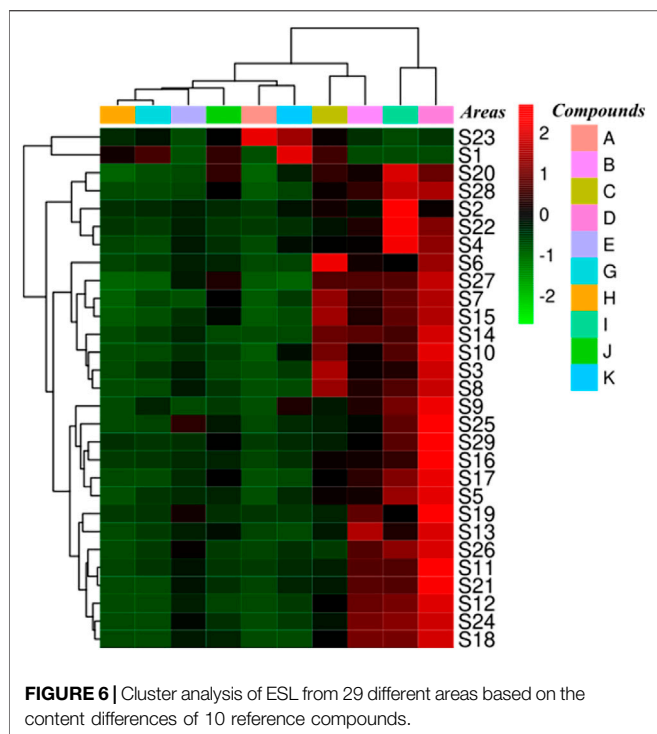 Areas
Compounds
S23
S1
S20
S28
S2
S22
S4
S6
S27
S7
S15
S14
S10
S3
S8
S9
S25
S29
S16
S17
S5
S19
S13
S26
S11
S21
S12
S24
S18
2
1
0
-1
-2
A
B
C
D
E
G
H
I
J
K
FIGURE 6 | Cluster analysis of ESL from 29 different areas based on the
content differences of 10 reference compounds.